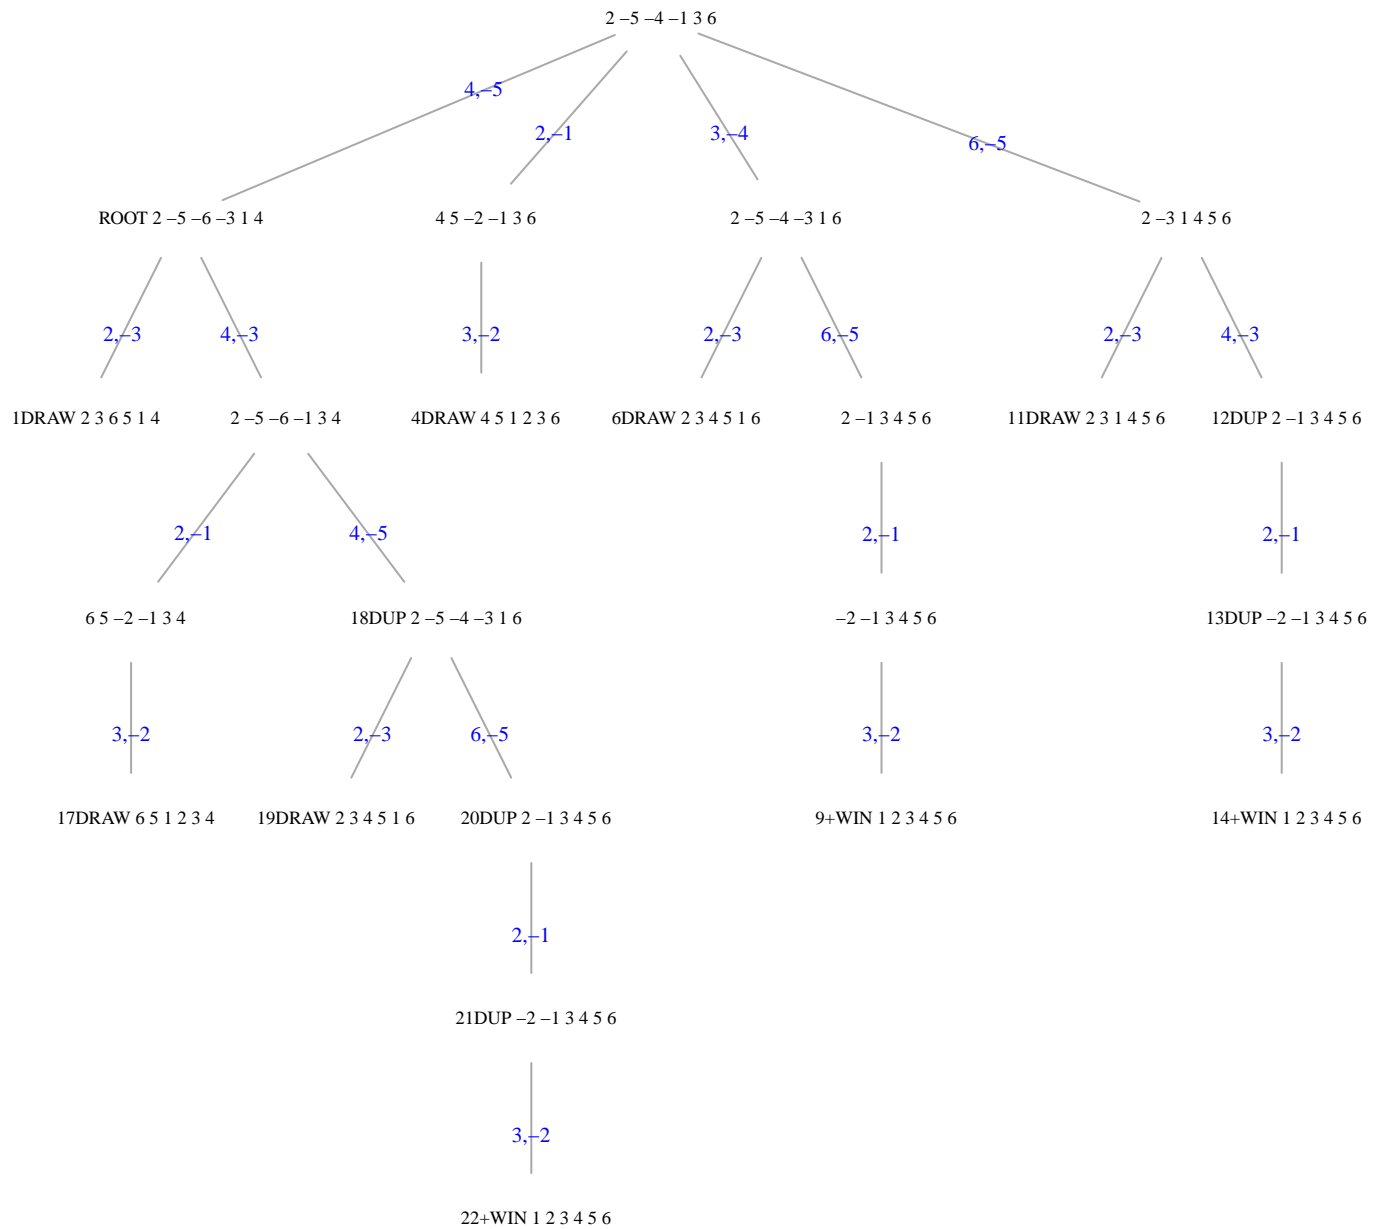 2 –5 –4 –1 3 6
4,–5
2,–1
3,–4
6,–5
ROOT 2 –5 –6 –3 1 4
4 5 –2 –1 3 6
2 –5 –4 –3 1 6
2 –3 1 4 5 6
2,–3
4,–3
3,–2
2,–3
6,–5
2,–3
4,–3
1DRAW 2 3 6 5 1 4
2 –5 –6 –1 3 4
4DRAW 4 5 1 2 3 6
6DRAW 2 3 4 5 1 6
2 –1 3 4 5 6
11DRAW 2 3 1 4 5 6
12DUP 2 –1 3 4 5 6
2,–1
4,–5
2,–1
2,–1
6 5 –2 –1 3 4
18DUP 2 –5 –4 –3 1 6
–2 –1 3 4 5 6
13DUP –2 –1 3 4 5 6
3,–2
2,–3
6,–5
3,–2
3,–2
17DRAW 6 5 1 2 3 4
19DRAW 2 3 4 5 1 6
20DUP 2 –1 3 4 5 6
9+WIN 1 2 3 4 5 6
14+WIN 1 2 3 4 5 6
2,–1
21DUP –2 –1 3 4 5 6
3,–2
22+WIN 1 2 3 4 5 6